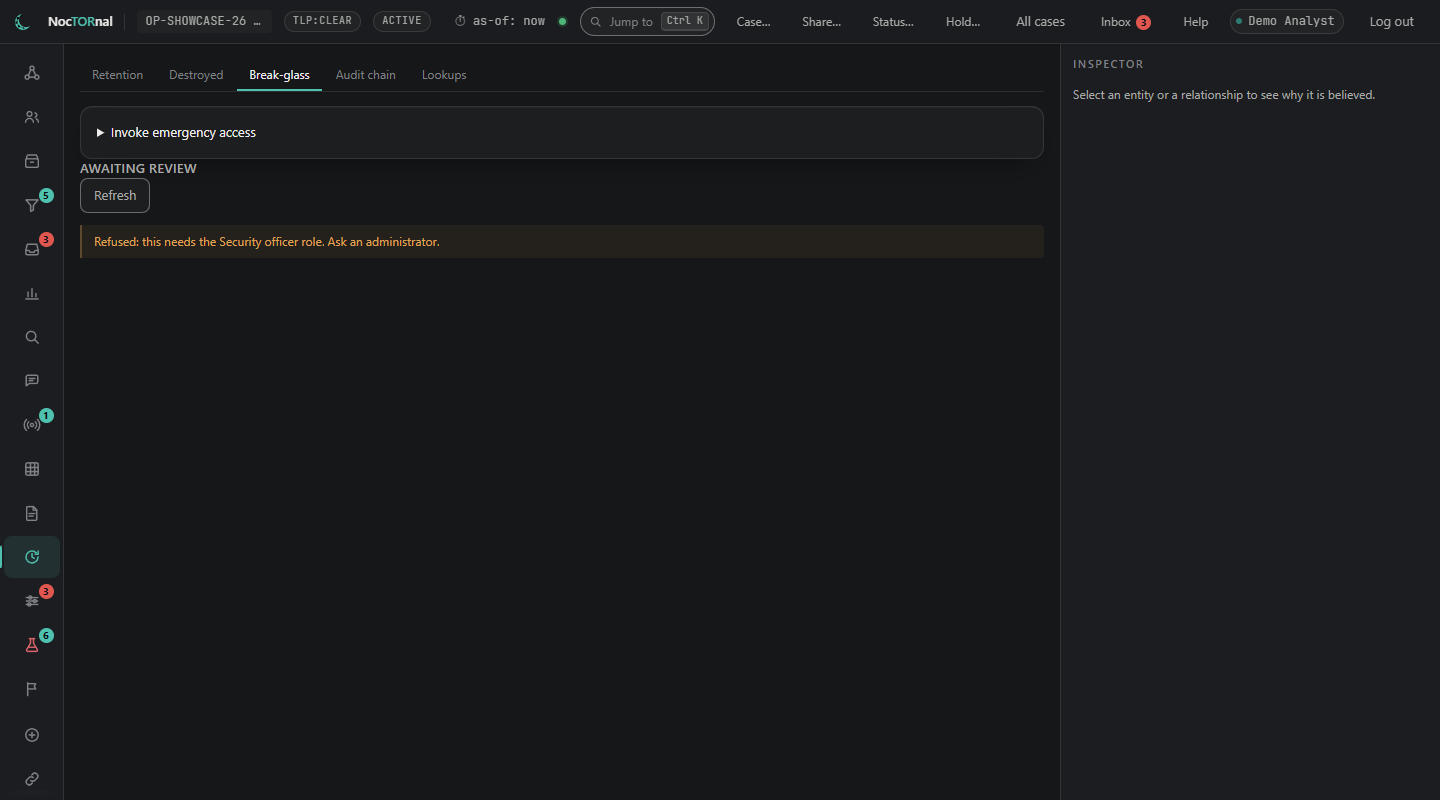 NocTORnal
OP-SHOWCASE-26 …
TLP:CLEAR
ACTIVE
as-of: now
Jump to
Ctrl K
Case...
Share...
Status...
Hold...
All cases
Inbox 3
Help
Demo Analyst
Log out
5
3
1
3
6
Retention
Destroyed
Break-glass
Audit chain
Lookups
Invoke emergency access
AWAITING REVIEW
Refresh
Refused: this needs the Security officer role. Ask an administrator.
INSPECTOR
Select an entity or a relationship to see why it is believed.